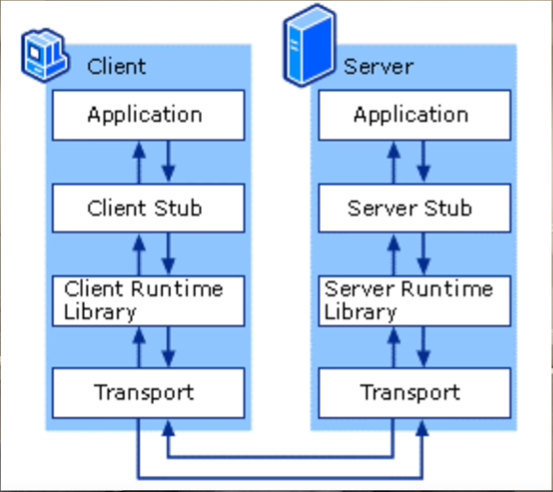 Client
Application
Client Stub
Client Runtime
Library
Transport
Server
Application
Server Stub
Server Runtime
Library
Transport